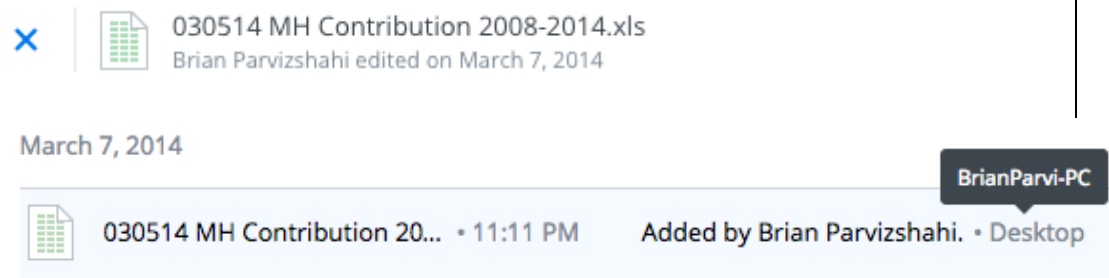 030514 MH Contribution 2008-2014.xls
Brian Parvizshahi edited on March 7, 2014
March 7, 2014
BrianParvi-PC
030514 MH Contribution 20... • 11:11 PM Added by Brian Parvizshahi. • Desktop